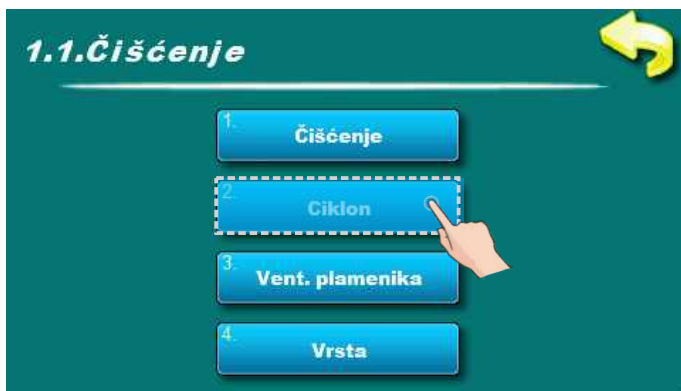 1.1.Čišćenje
1.
Čišćenje
2.
Ciklon
3.
Vent. plamenika
4.
Vrsta